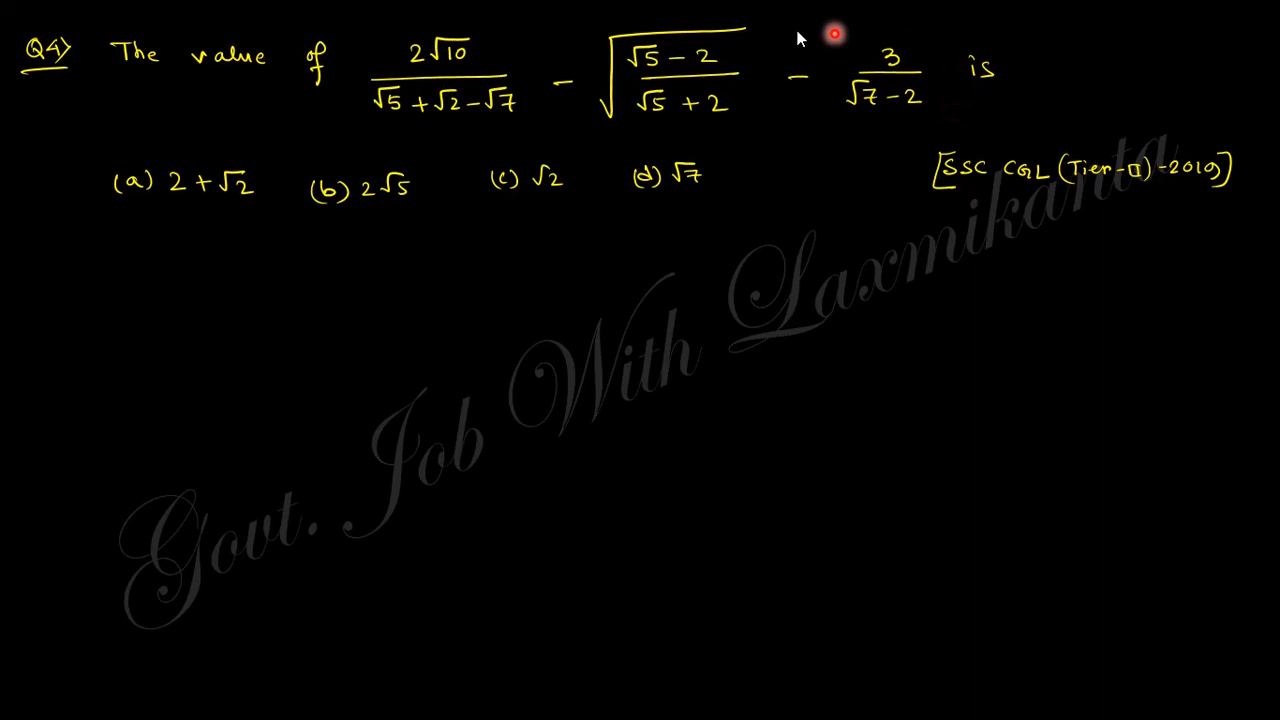 Q4) The value of 2√10 / (√5 + √2 − √7) − √((√5 − 2) / (√5 + 2)) − 3 / (√7 − 2) is
(a) 2 + √2 (b) 2√5 (c) √2 (d) √7 [SSC CGL (Tier-II) - 2010]
Govt. Job With Laxmikanta